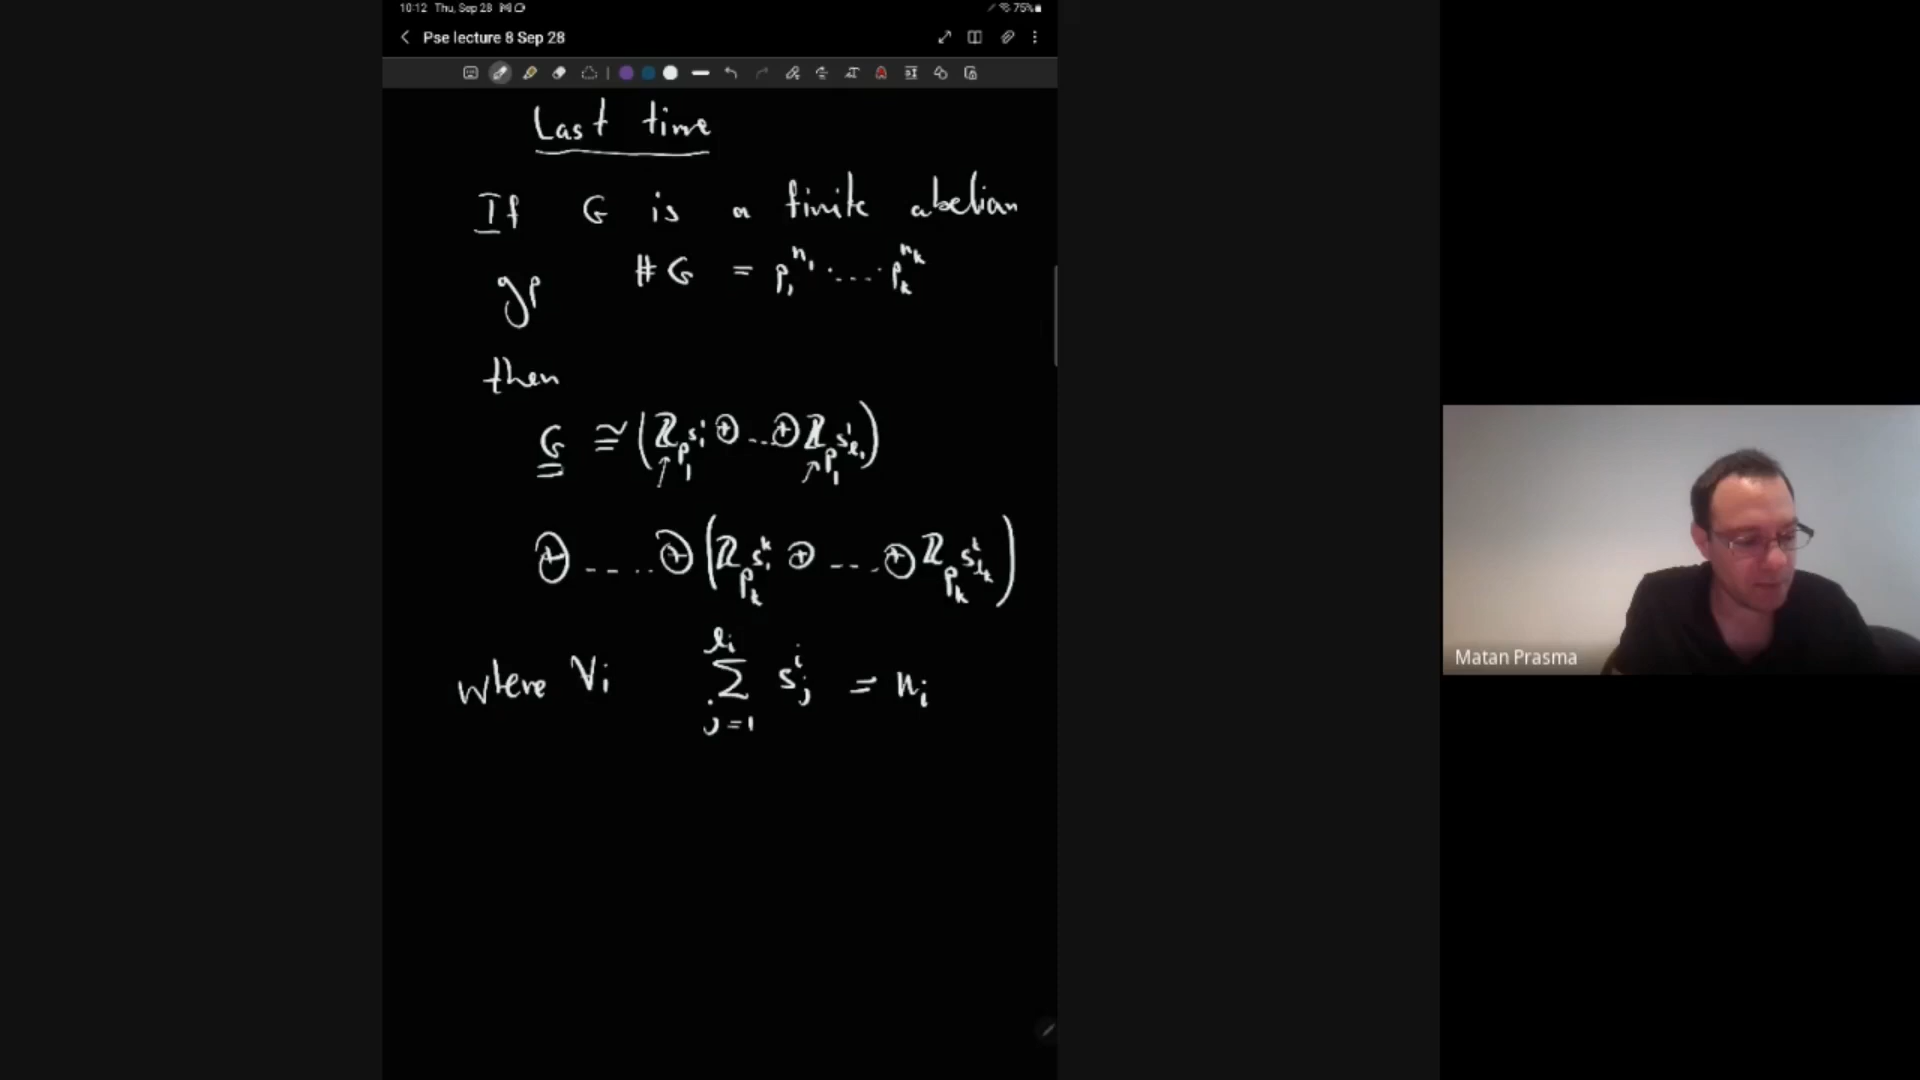 10:12 Thu, Sep 28
75%
Pse lecture 8 Sep 28
Last time
If G is a finite abelian
gp #G = p₁^{n₁} ⋅ … ⋅ p_k^{n_k}
then
G ≅ (ℤ_{p₁^{s₁¹}} ⊕ … ⊕ ℤ_{p₁^{s¹_{l₁}}})
⊕ ..... ⊕ (ℤ_{p_k^{s₁^k}} ⊕ … ⊕ ℤ_{p_k^{s^k_{l_k}}})
where ∀i ∑_{j=1}^{l_i} s^i_j = n_i
Matan Prasma